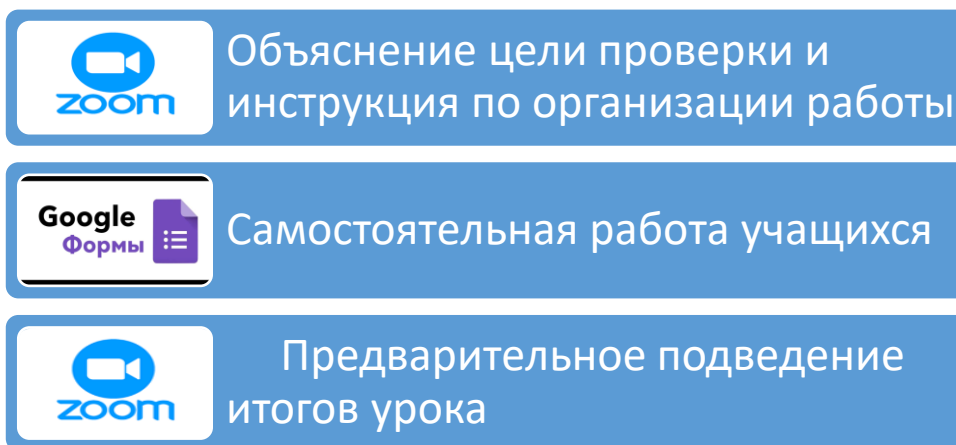 zoom
Объяснение цели проверки и
инструкция по организации работы
Google
Формы
Самостоятельная работа учащихся
zoom
Предварительное подведение
итогов урока